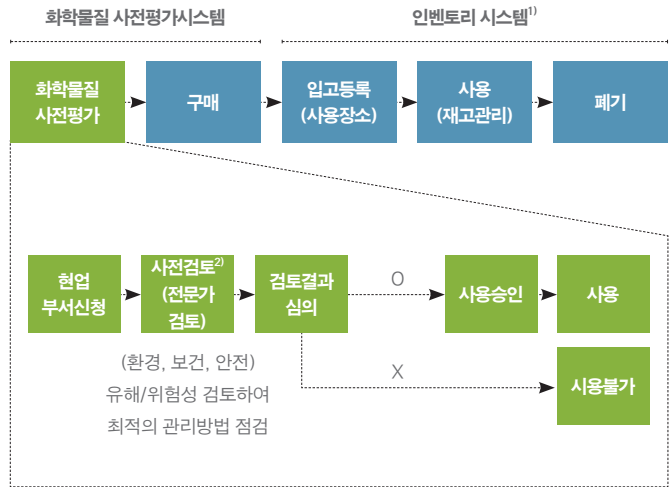 화학물질 사전평가시스템
인벤토리 시스템1)
화학물질
사전평가
구매
입고등록
(사용장소)
사용
(재고관리)
폐기
현업
부서신청
사전검토2)
(전문가
검토)
검토결과
심의
O
사용승인
사용
(환경, 보건, 안전)
유해/위험성 검토하여
최적의 관리방법 점검
X
시용불가